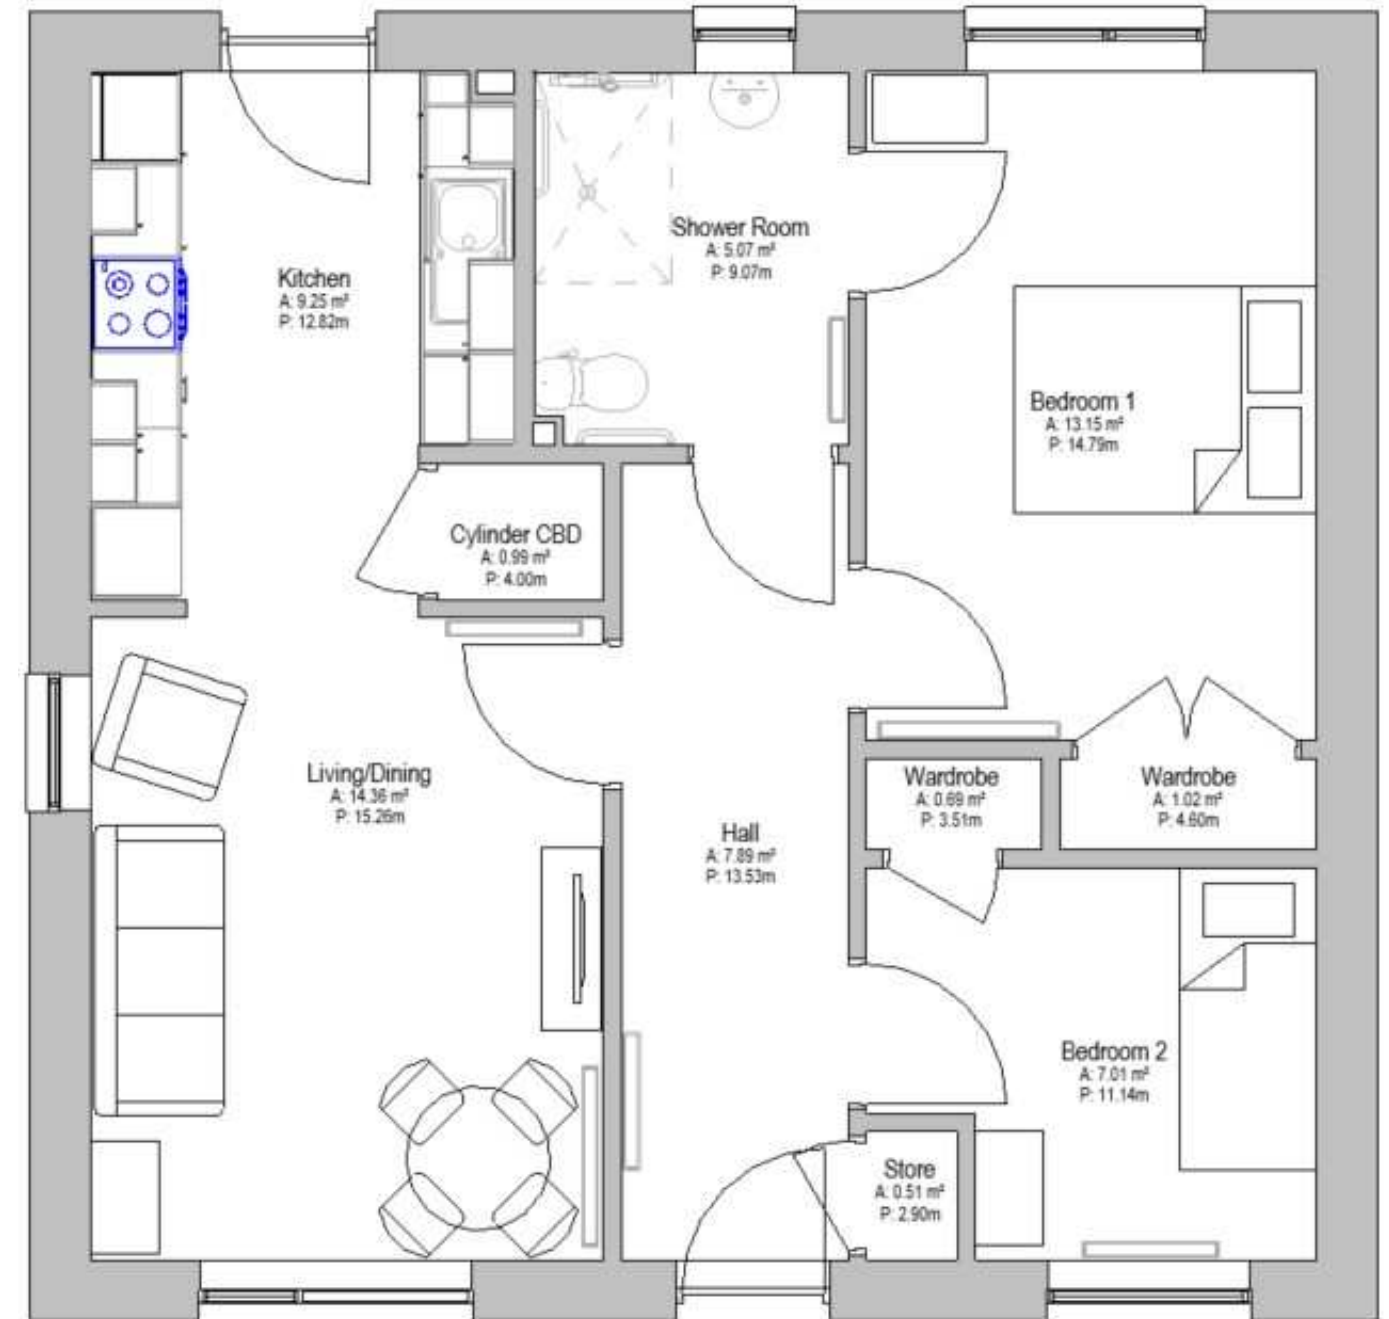 Kitchen
A: 9.25 m²
P: 12.82m
Shower Room
A: 5.07 m²
P: 9.07m
Bedroom 1
A: 13.15 m²
P: 14.79m
Cylinder CBD
A: 0.99 m²
P: 4.00m
Living/Dining
A: 14.36 m²
P: 15.26m
Hall
A: 7.89 m²
P: 13.53m
Wardrobe
A: 0.69 m²
P: 3.51m
Wardrobe
A: 1.02 m²
P: 4.60m
Bedroom 2
A: 7.01 m²
P: 11.14m
Store
A: 0.51 m²
P: 2.90m